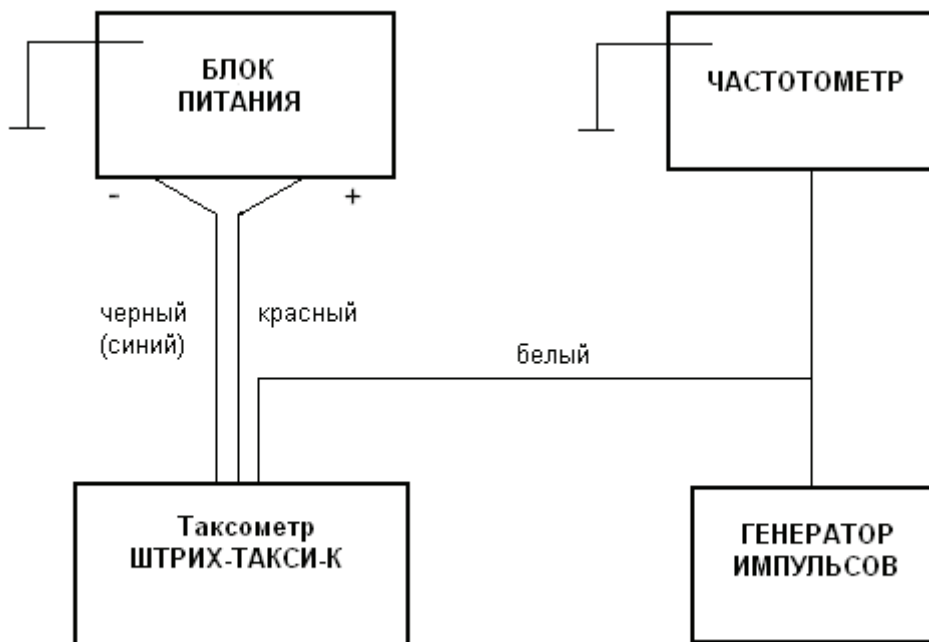 БЛОК
ПИТАНИЯ
ЧАСТОТОМЕТР
- +
черный
(синий)
красный
белый
Таксометр
ШТРИХ-ТАКСИ-К
ГЕНЕРАТОР
ИМПУЛЬСОВ